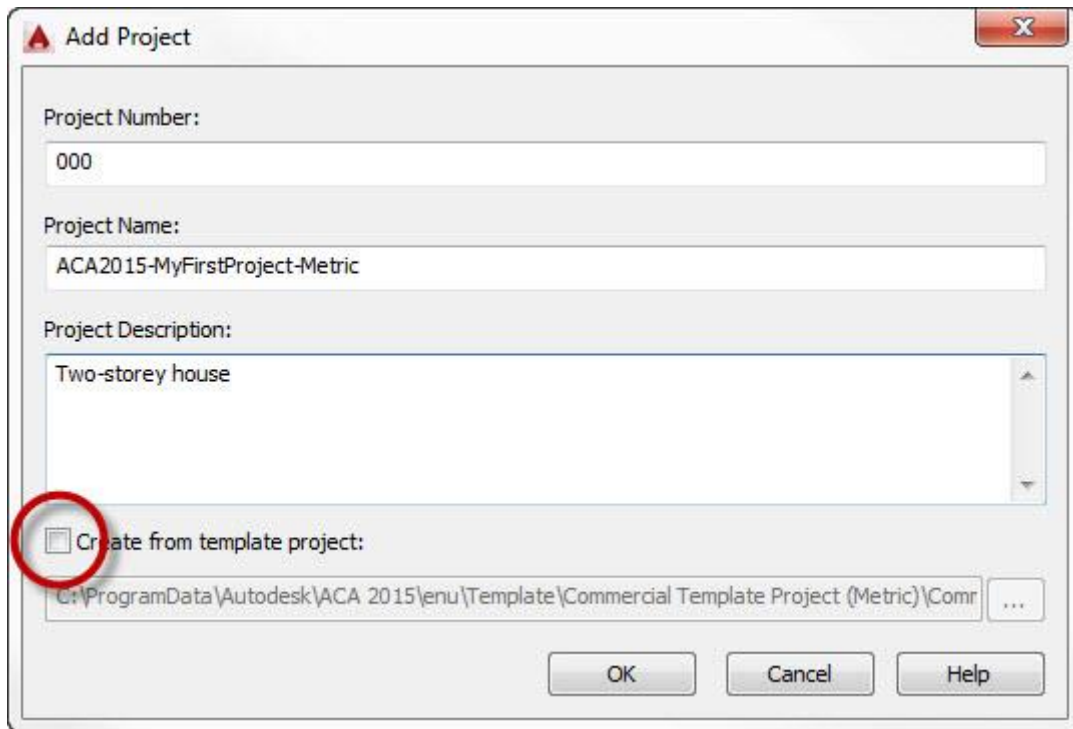 Add Project
Project Number:
000
Project Name:
ACA2015-MyFirstProject-Metric
Project Description:
Two-storey house
Create from template project:
C:\ProgramData\Autodesk\ACA 2015\enu\Template\Commercial Template Project (Metric)\Comm
...
OK Cancel Help